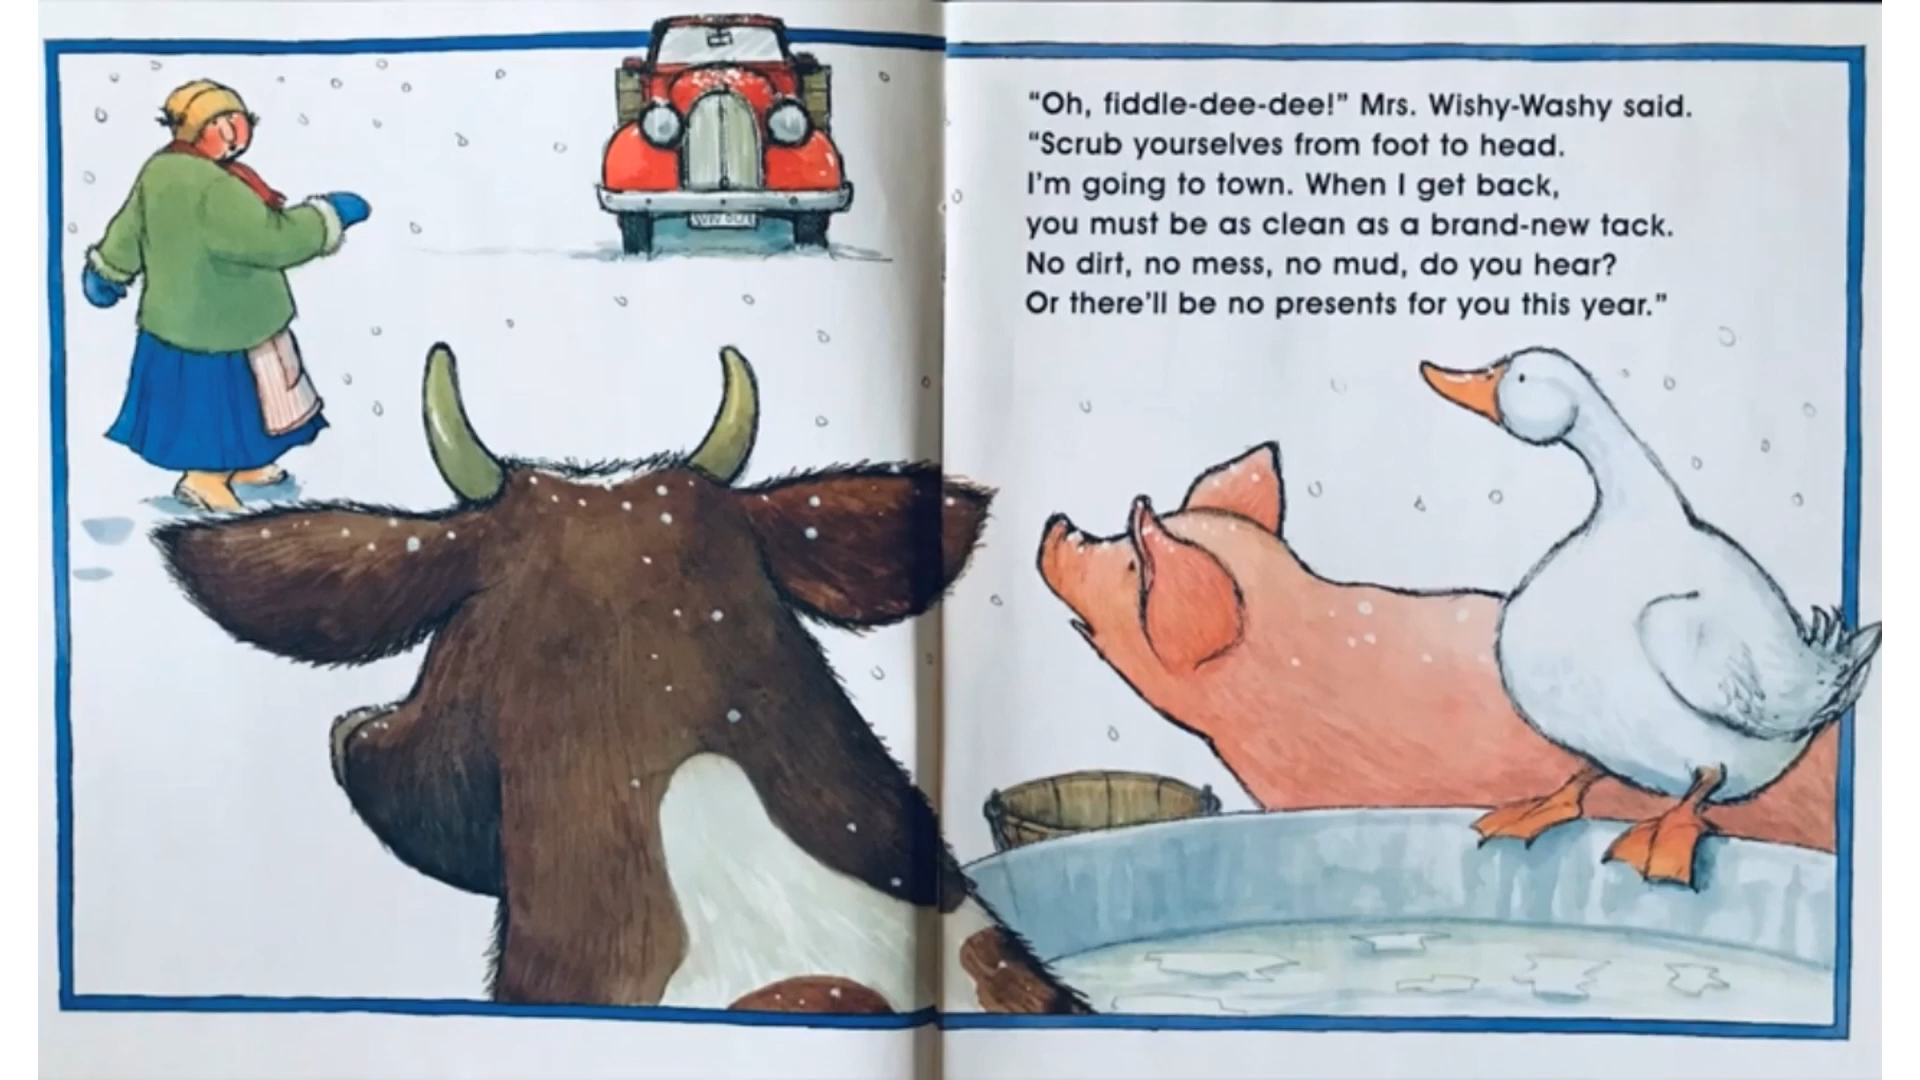 “Oh, fiddle-dee-dee!” Mrs. Wishy-Washy said.
“Scrub yourselves from foot to head.
I’m going to town. When I get back,
you must be as clean as a brand-new tack.
No dirt, no mess, no mud, do you hear?
Or there’ll be no presents for you this year.”